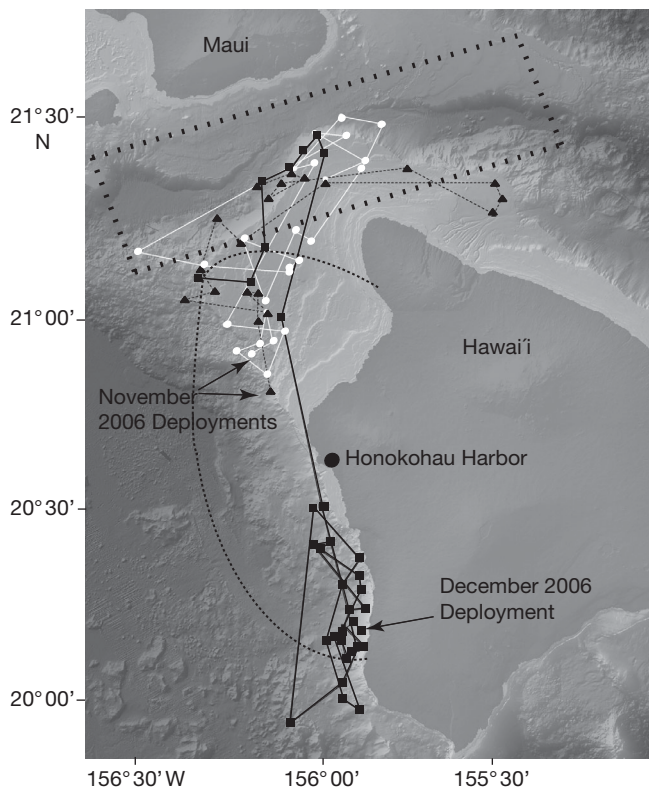 Maui
21°30’
N
21°00’
Hawai´i
November
2006 Deployments
Honokohau Harbor
20°30’
December 2006
Deployment
20°00’
156°30’ W
156°00’
155°30’